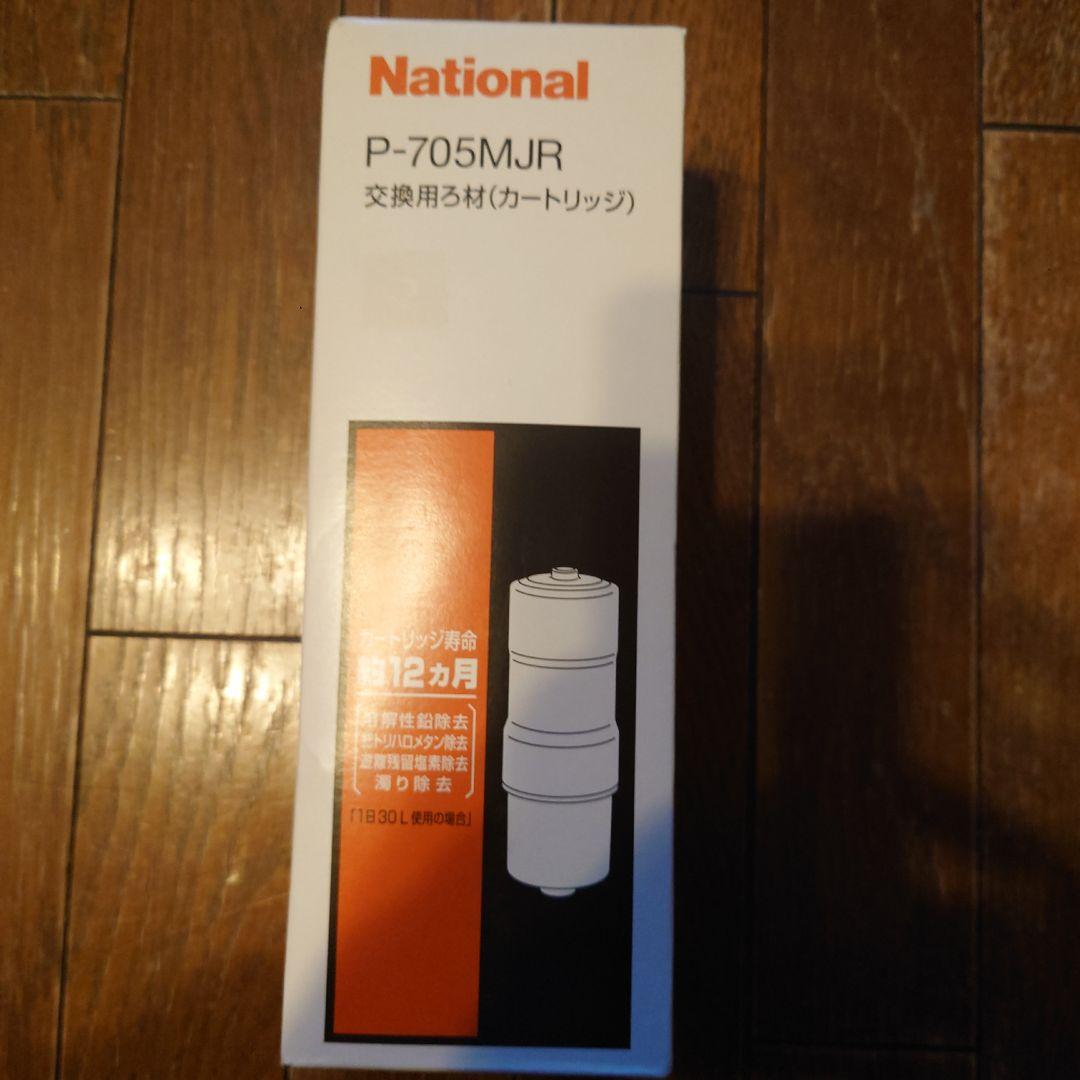 National
P-705MJR
交換用ろ材(カートリッジ)
カートリッジ寿命
約12ヵ月
溶解性鉛除去
総トリハロメタン除去
遊離残留塩素除去
濁り除去
「1日30L使用の場合」